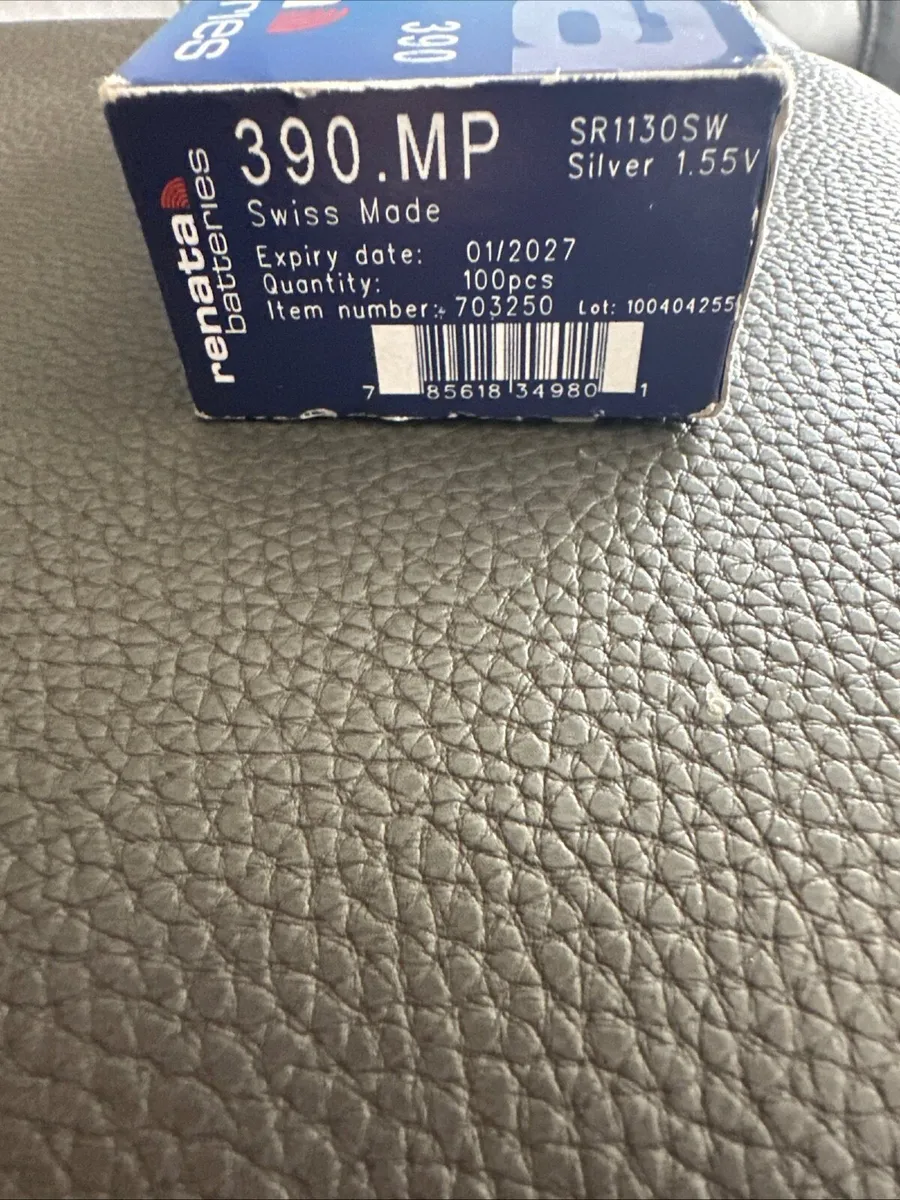 390
390.MP
SR1130SW
Silver 1.55V
Swiss Made
renata
batteries
Expiry date: 01/2027
Quantity: 100pcs
Item number: 703250 Lot: 100404255
7 85618 34980 1